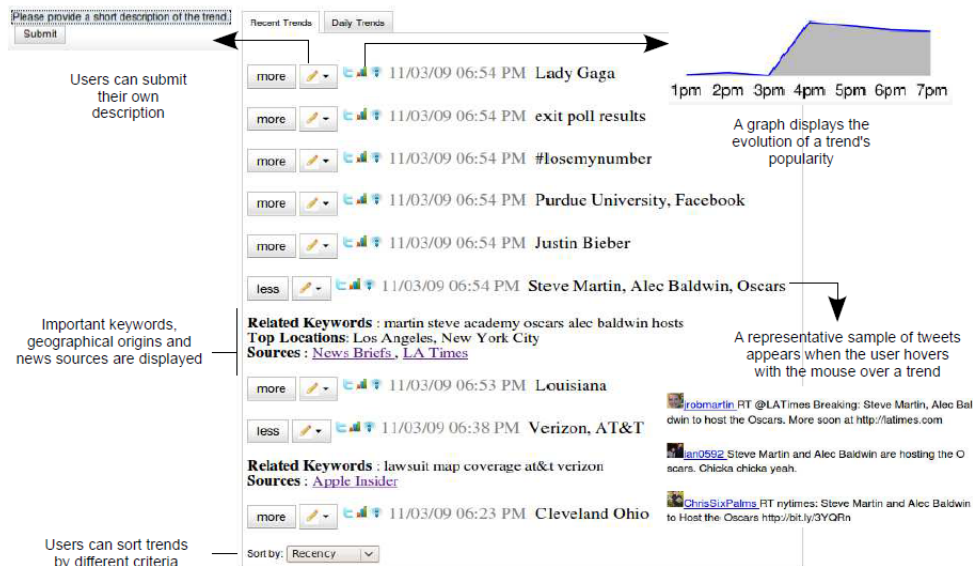 Please provide a short description of the trend.
Submit
Users can submit
their own
description
Recent Trends
Daily Trends
more 11/03/09 06:54 PM Lady Gaga
more 11/03/09 06:54 PM exit poll results
more 11/03/09 06:54 PM #losemynumber
more 11/03/09 06:54 PM Purdue University, Facebook
more 11/03/09 06:54 PM Justin Bieber
less 11/03/09 06:54 PM Steve Martin, Alec Baldwin, Oscars
Related Keywords : martin steve academy oscars alec baldwin hosts
Top Locations: Los Angeles, New York City
Sources : News Briefs , LA Times
more 11/03/09 06:53 PM Louisiana
less 11/03/09 06:38 PM Verizon, AT&T
Related Keywords : lawsuit map coverage at&t verizon
Sources : Apple Insider
more 11/03/09 06:23 PM Cleveland Ohio
Sort by: Recency
Important keywords,
geographical origins and
news sources are displayed
Users can sort trends
by different criteria
1pm 2pm 3pm 4pm 5pm 6pm 7pm
A graph displays the
evolution of a trend's
popularity
A representative sample of tweets
appears when the user hovers
with the mouse over a trend
jrobmartin RT @LATimes Breaking: Steve Martin, Alec Bal
dwin to host the Oscars. More soon at http://latimes.com
ian0592 Steve Martin and Alec Baldwin are hosting the O
scars. Chicka chicka yeah.
ChrisSixPalms RT nytimes: Steve Martin and Alec Baldwin
to Host the Oscars http://bit.ly/3YQRn